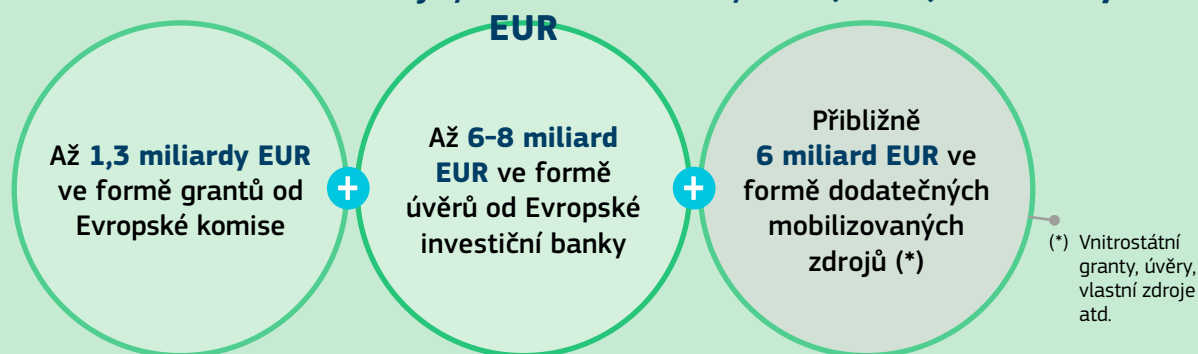 EUR
Až 1,3 miliardy EUR
ve formě grantů od
Evropské komise
+
Až 6–8 miliard
EUR ve formě
úvěrů od Evropské
investiční banky
+
Přibližně
6 miliard EUR ve
formě dodatečných
mobilizovaných
zdrojů (*)
(*) Vnitrostátní
granty, úvěry,
vlastní zdroje
atd.